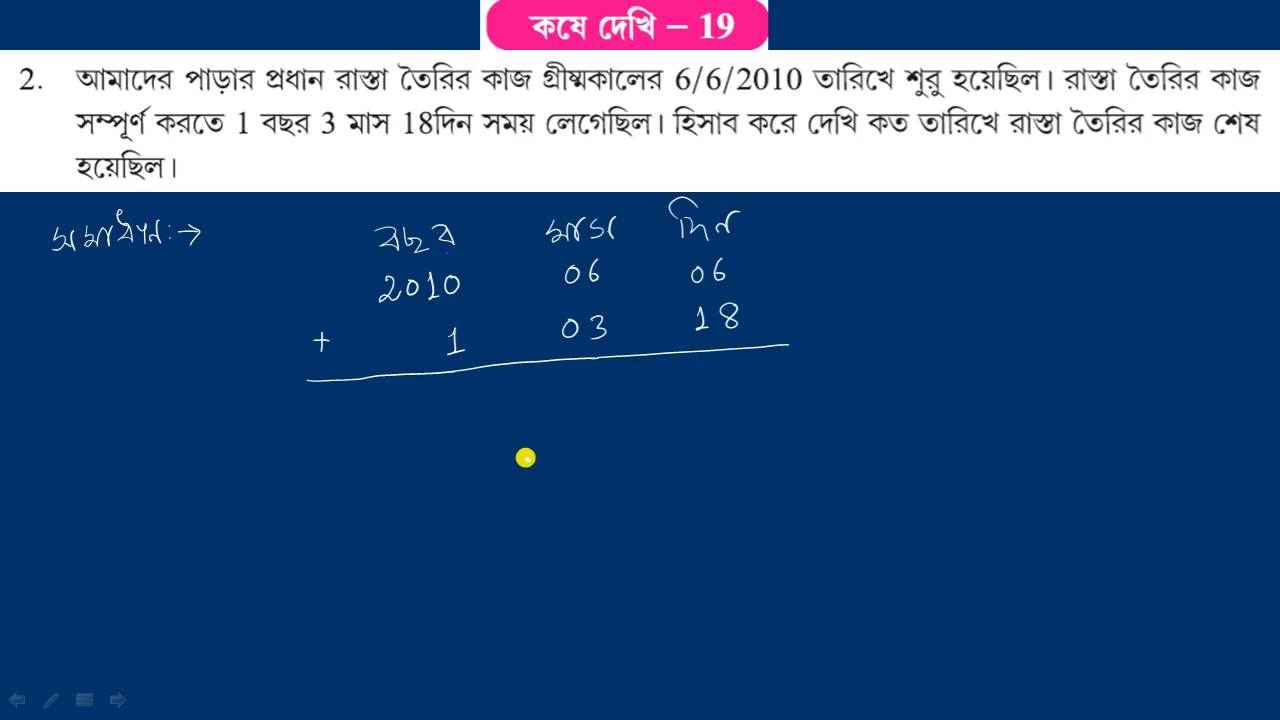 কষে দেখি – 19
2. আমাদের পাড়ার প্রধান রাস্তা তৈরির কাজ গ্রীষ্মকালের 6/6/2010 তারিখে শুরু হয়েছিল। রাস্তা তৈরির কাজ
সম্পূর্ণ করতে 1 বছর 3 মাস 18দিন সময় লেগেছিল। হিসাব করে দেখি কত তারিখে রাস্তা তৈরির কাজ শেষ
হয়েছিল।
সমাধান:→ বছর মাস দিন
2010 06 06
+ 1 03 18